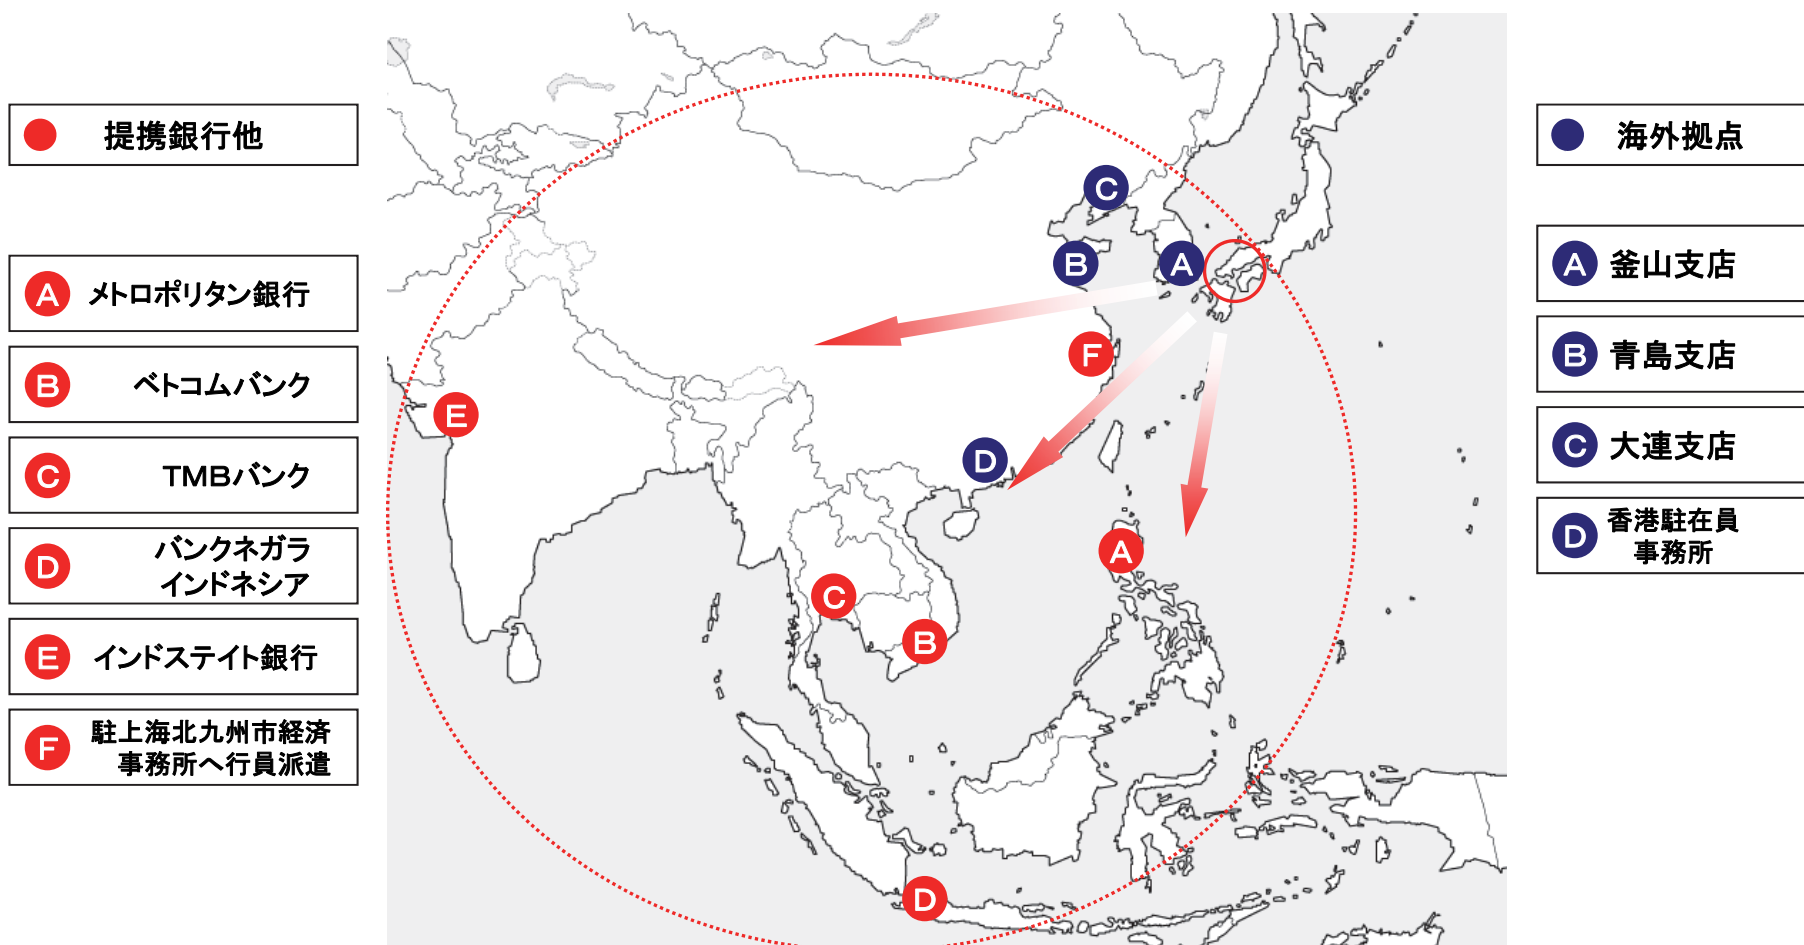 提携銀行他
A メトロポリタン銀行
B ベトコムバンク
C TMBバンク
D バンクネガラ
インドネシア
E インドステイト銀行
F 駐上海北九州市経済
事務所へ行員派遣
C
B
A
F
E
D
A
C
B
D
海外拠点
A 釜山支店
B 青島支店
C 大連支店
D 香港駐在員
事務所